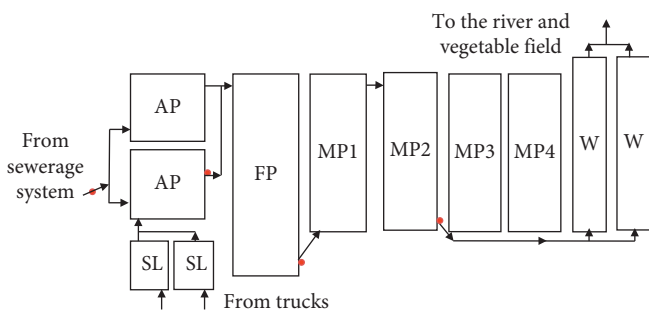 To the river and
vegetable field
AP
From
sewerage
system
AP
FP
MP1
MP2
MP3
MP4
W
W
SL
SL
From trucks